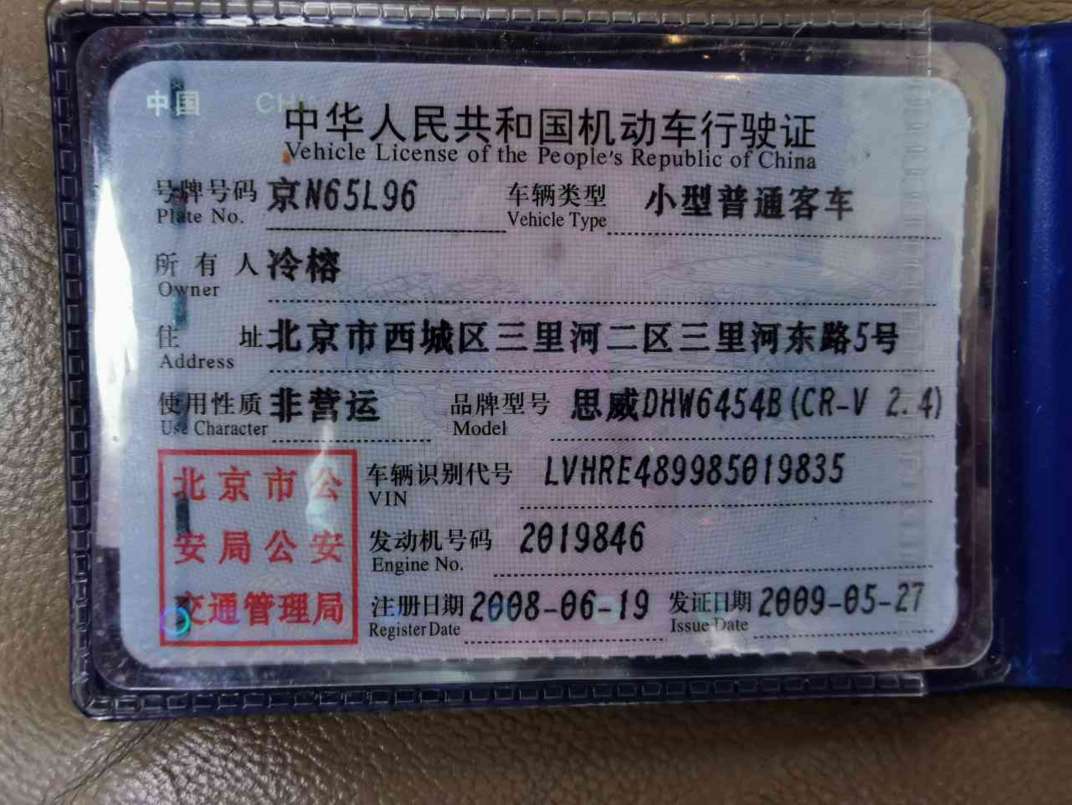 中国 CHN
中华人民共和国机动车行驶证
Vehicle License of the People's Republic of China
号牌号码 京N65L96 车辆类型 小型普通客车
Plate No. Vehicle Type
所有人 冷榕
Owner
住址 北京市西城区三里河二区三里河东路5号
Address
使用性质 非营运 品牌型号 思威DHW6454B(CR-V 2.4)
Use Character Model
北京市公
安局公安
交通管理局
车辆识别代号 LVHRE489985019835
VIN
发动机号码 2019846
Engine No.
注册日期 2008-06-19 发证日期 2009-05-27
Register Date Issue Date